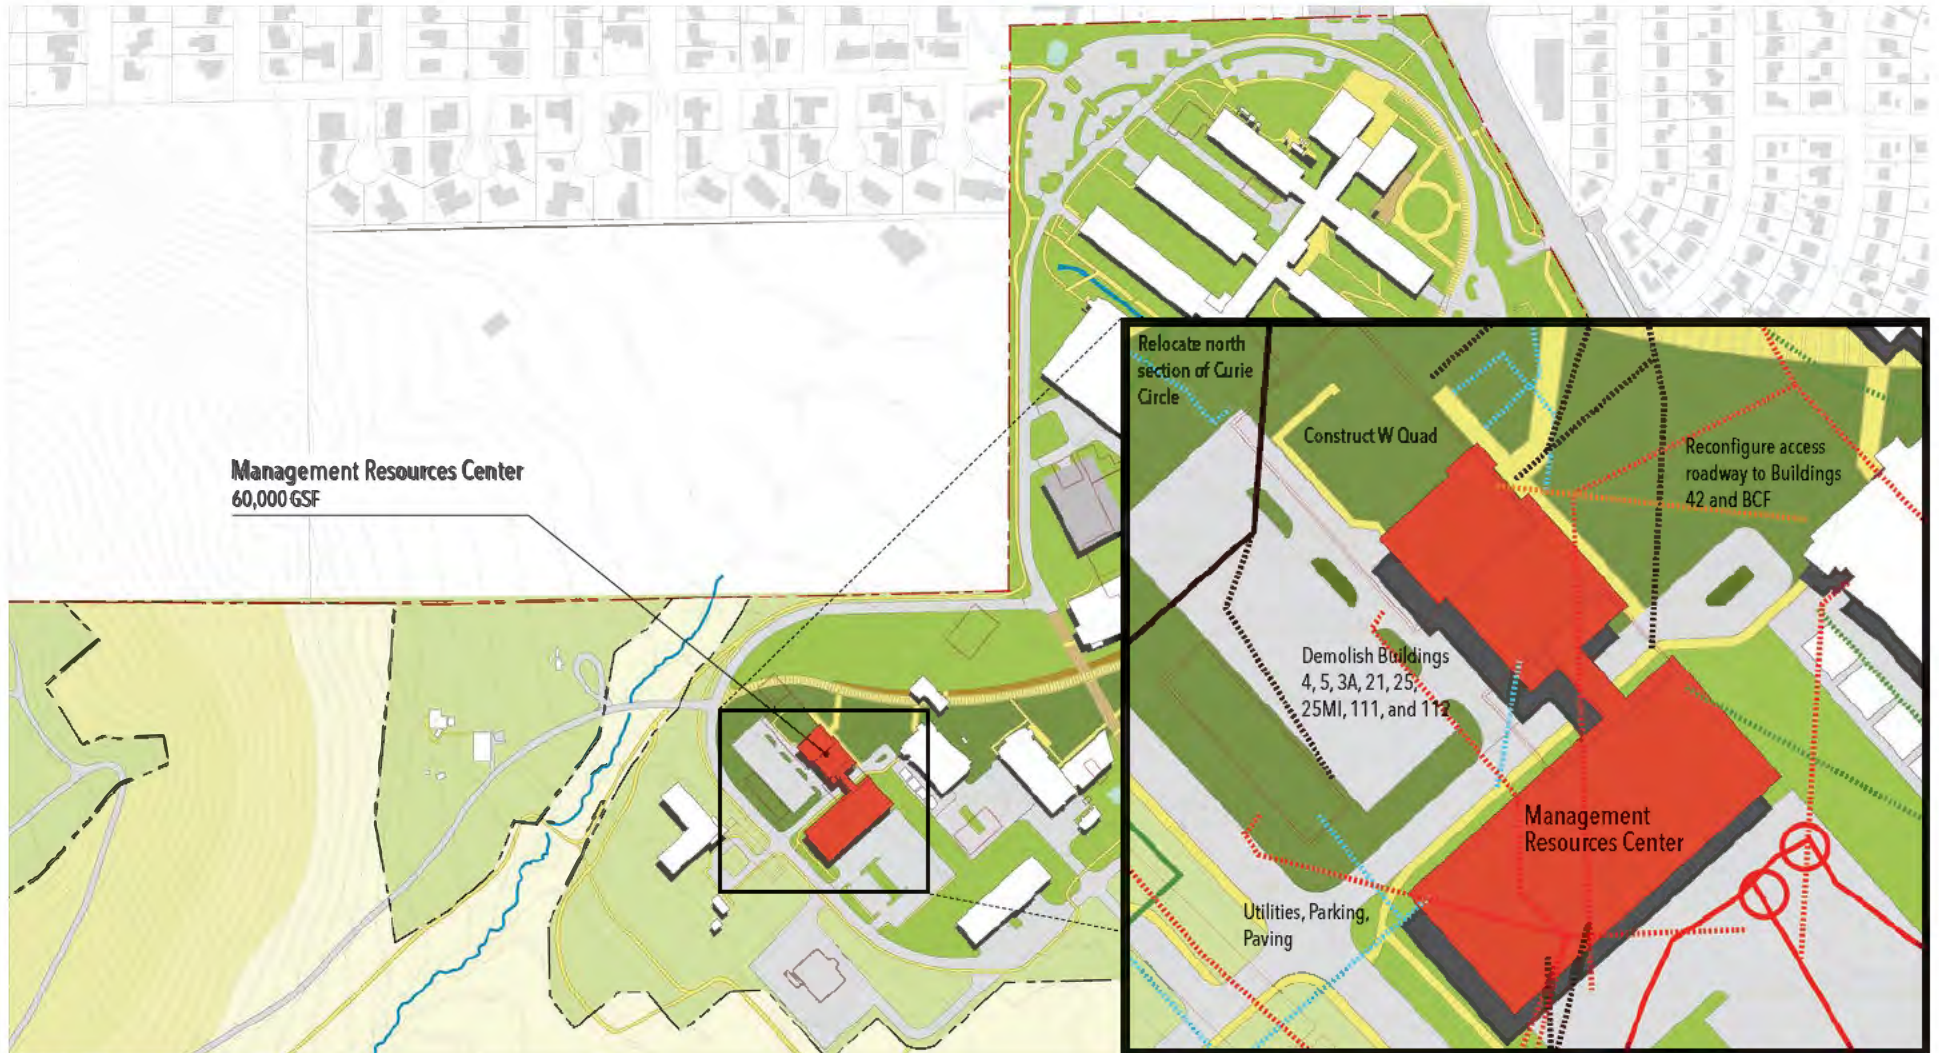 Management Resources Center
60,000 GSF
Relocate north
section of Curie
Circle
Construct W Quad
Reconfigure access
roadway to Buildings
42 and BCF
Demolish Buildings
4, 5, 3A, 21, 25,
25MI, 111, and 112
Management
Resources Center
Utilities, Parking,
Paving